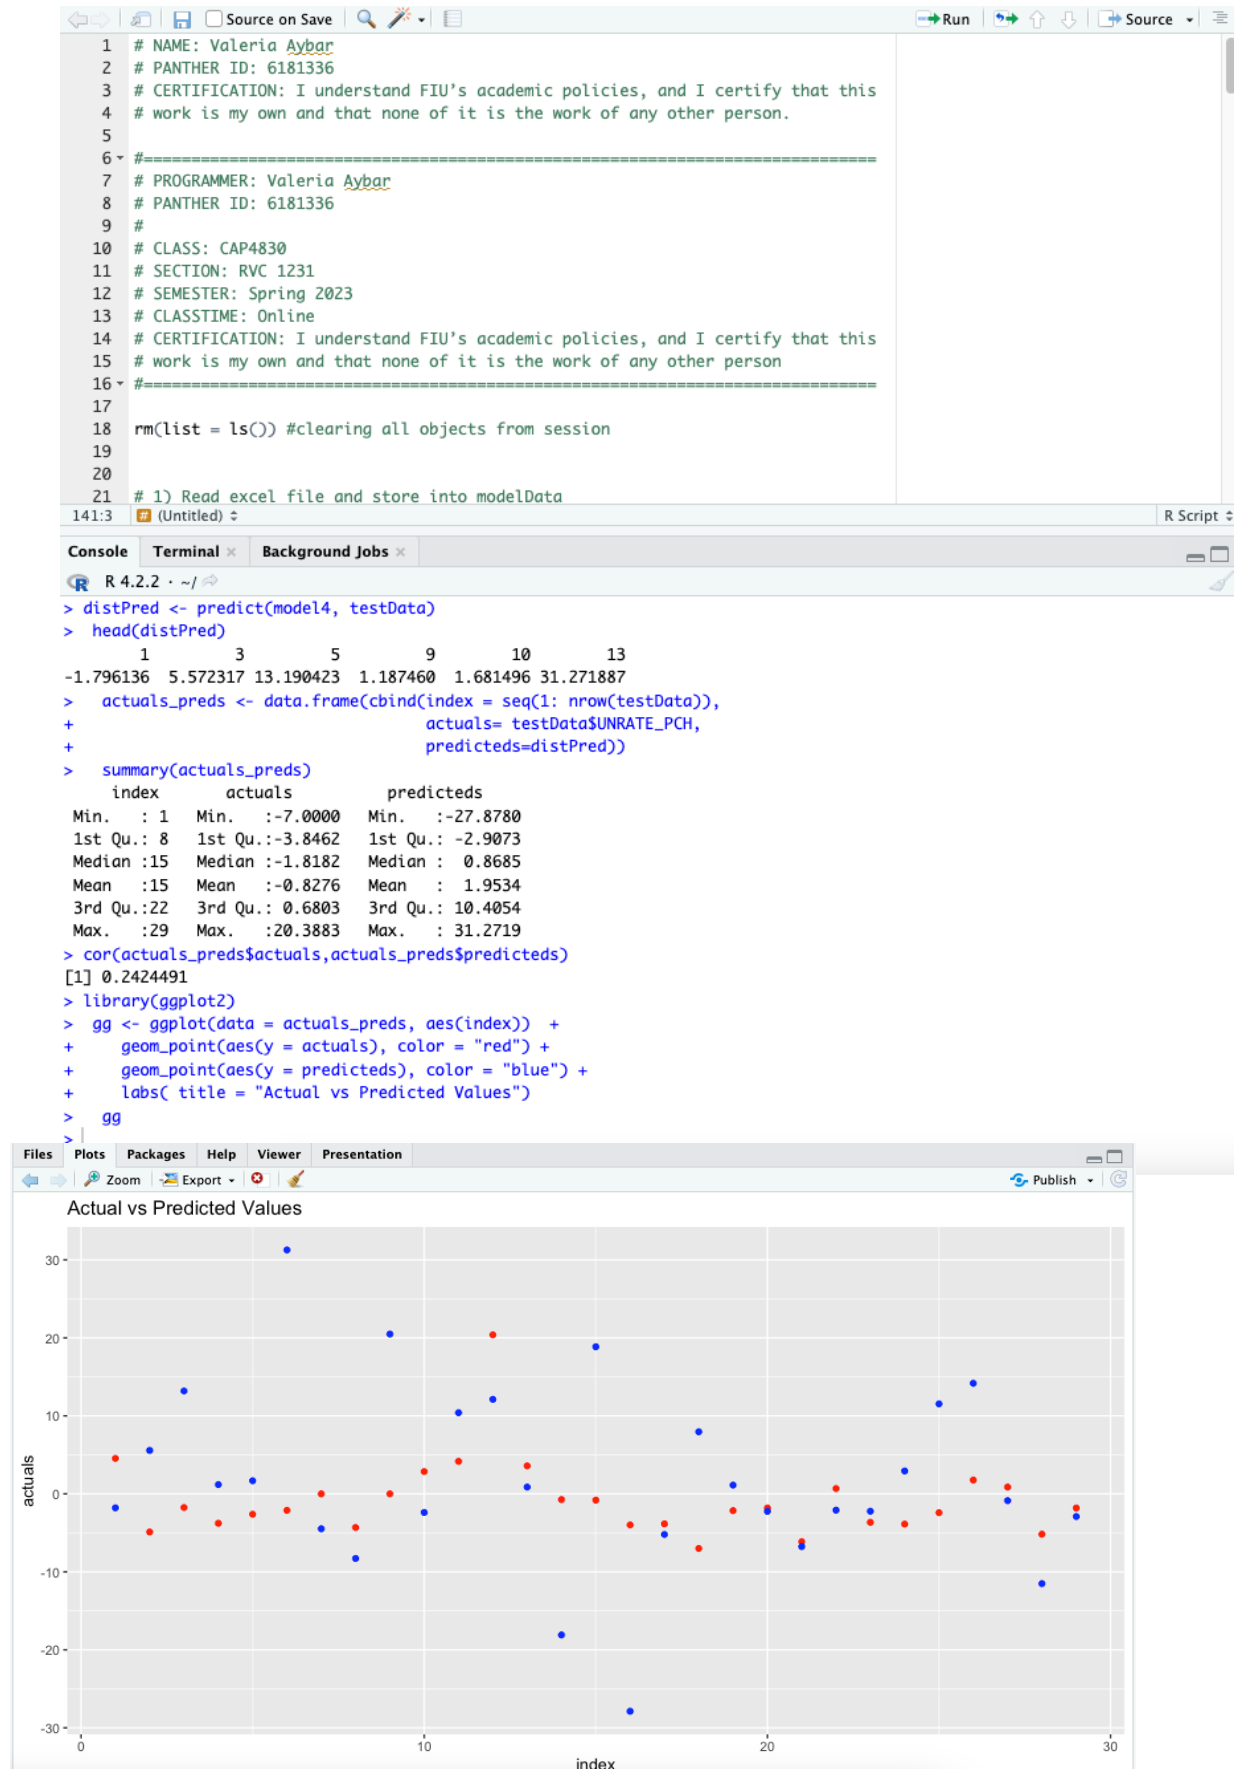 Source on Save Run Source
1 # NAME: Valeria Aybar
2 # PANTHER ID: 6181336
3 # CERTIFICATION: I understand FIU's academic policies, and I certify that this
4 # work is my own and that none of it is the work of any other person.
5
6 #=============================================================================
7 # PROGRAMMER: Valeria Aybar
8 # PANTHER ID: 6181336
9 #
10 # CLASS: CAP4830
11 # SECTION: RVC 1231
12 # SEMESTER: Spring 2023
13 # CLASSTIME: Online
14 # CERTIFICATION: I understand FIU's academic policies, and I certify that this
15 # work is my own and that none of it is the work of any other person
16 #=============================================================================
17
18 rm(list = ls()) #clearing all objects from session
19
20
21 # 1) Read excel file and store into modelData
141:3 # (Untitled) R Script
Console Terminal Background Jobs
R R 4.2.2 · ~/
> distPred <- predict(model4, testData)
> head(distPred)
1 3 5 9 10 13
-1.796136 5.572317 13.190423 1.187460 1.681496 31.271887
> actuals_preds <- data.frame(cbind(index = seq(1: nrow(testData)),
+ actuals= testData$UNRATE_PCH,
+ predicteds=distPred))
> summary(actuals_preds)
index actuals predicteds
Min. : 1 Min. :-7.0000 Min. :-27.8780
1st Qu.: 8 1st Qu.:-3.8462 1st Qu.: -2.9073
Median :15 Median :-1.8182 Median : 0.8685
Mean :15 Mean :-0.8276 Mean : 1.9534
3rd Qu.:22 3rd Qu.: 0.6803 3rd Qu.: 10.4054
Max. :29 Max. :20.3883 Max. : 31.2719
> cor(actuals_preds$actuals,actuals_preds$predicteds)
[1] 0.2424491
> library(ggplot2)
> gg <- ggplot(data = actuals_preds, aes(index)) +
+ geom_point(aes(y = actuals), color = "red") +
+ geom_point(aes(y = predicteds), color = "blue") +
+ labs( title = "Actual vs Predicted Values")
> gg
>
Files Plots Packages Help Viewer Presentation
Zoom Export Publish
Actual vs Predicted Values
30
20
10
0
-10
-20
-30
actuals
0 10 20 30
index